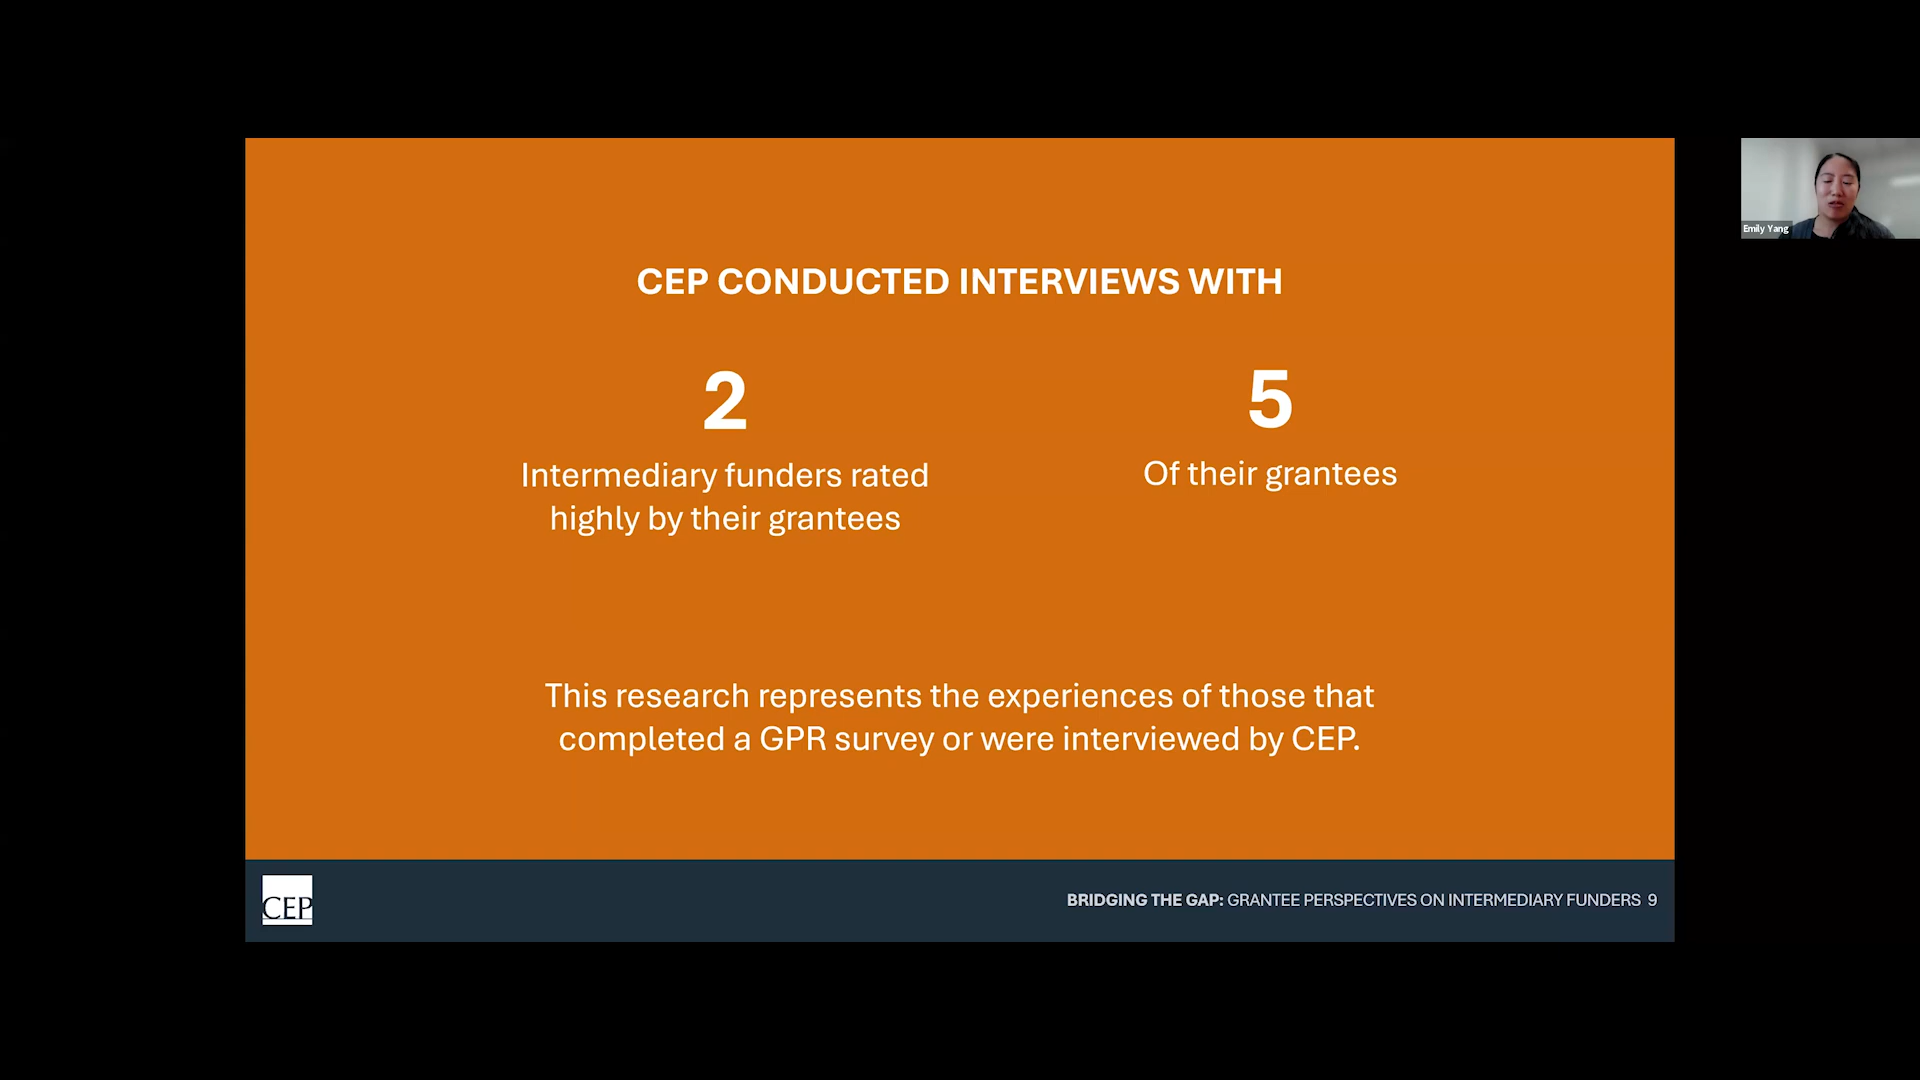 CEP CONDUCTED INTERVIEWS WITH
2
Intermediary funders rated
highly by their grantees
5
Of their grantees
This research represents the experiences of those that
completed a GPR survey or were interviewed by CEP.
CEP
BRIDGING THE GAP: GRANTEE PERSPECTIVES ON INTERMEDIARY FUNDERS 9
Emily Yang